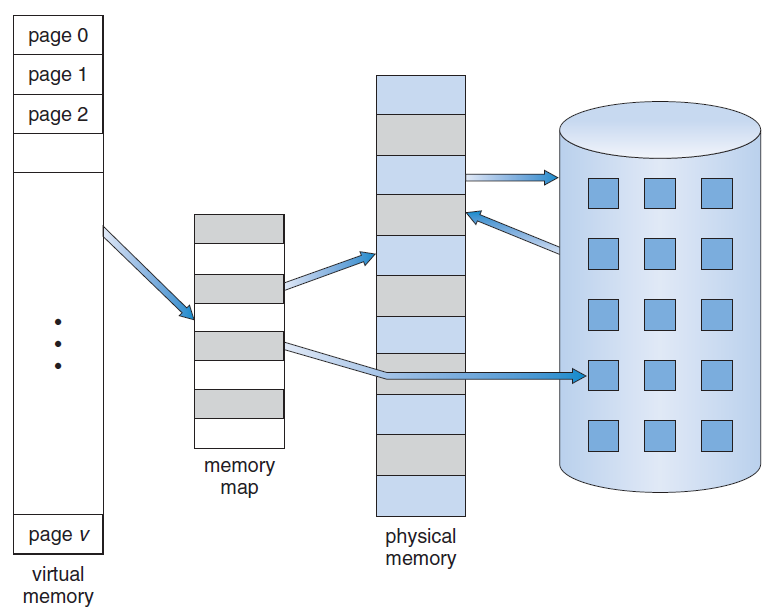 page 0
page 1
page 2
page v
virtual
memory
memory
map
physical
memory